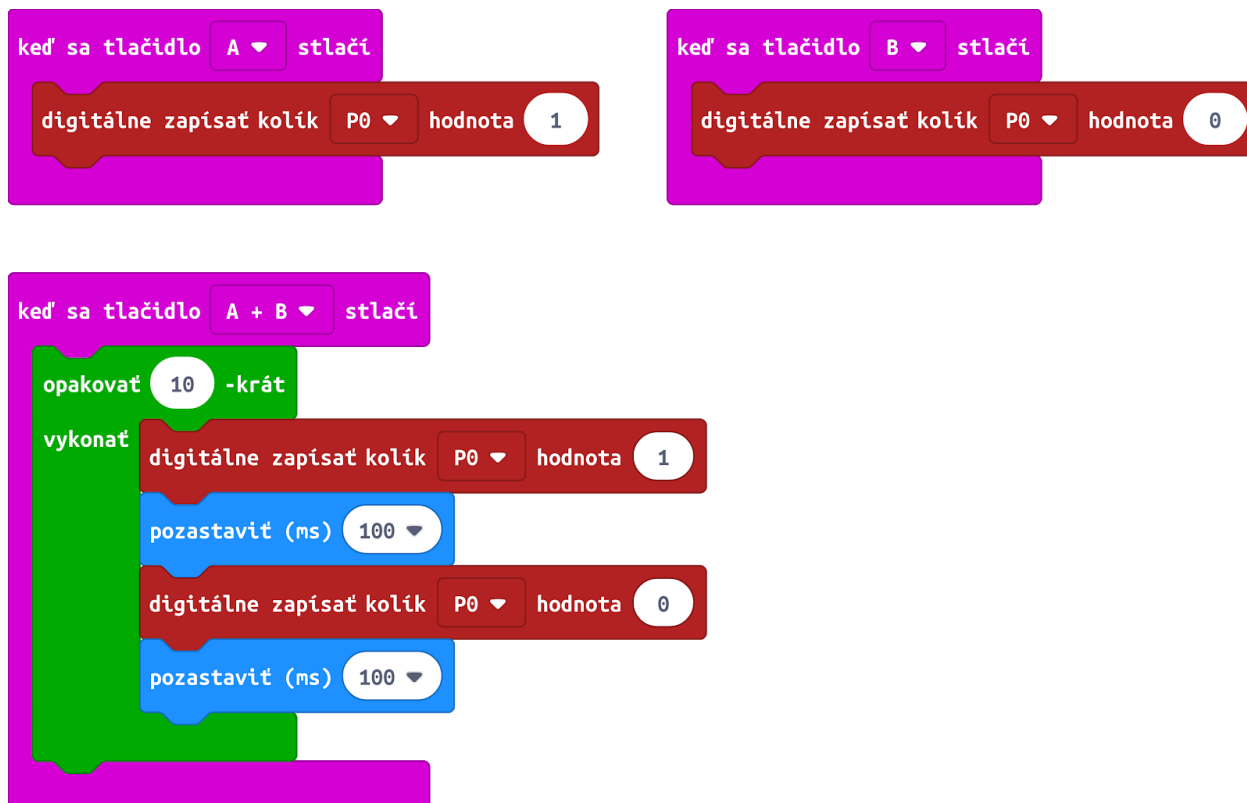 keď sa tlačidlo A stlačí
digitálne zapísať kolík P0 hodnota 1
keď sa tlačidlo B stlačí
digitálne zapísať kolík P0 hodnota 0
keď sa tlačidlo A + B stlačí
opakovať 10 -krát
vykonať
digitálne zapísať kolík P0 hodnota 1
pozastaviť (ms) 100
digitálne zapísať kolík P0 hodnota 0
pozastaviť (ms) 100